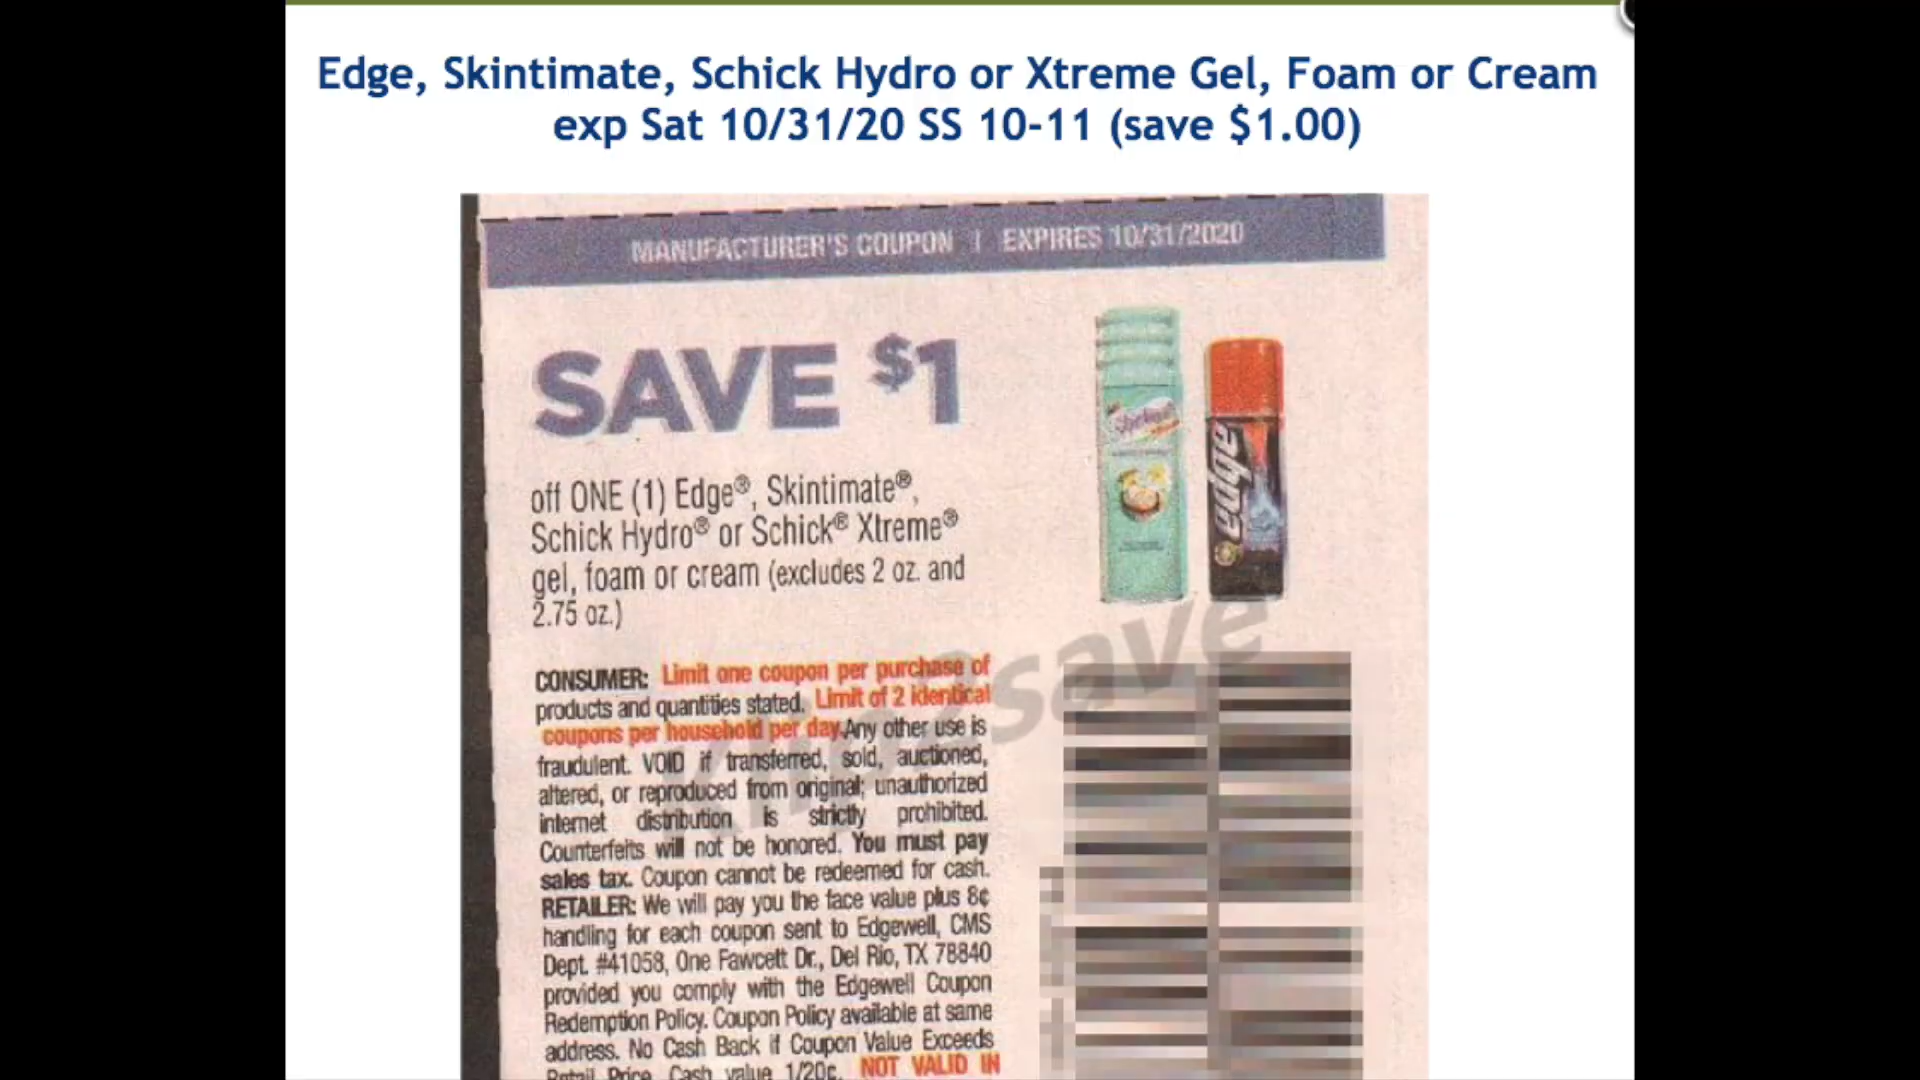 Edge, Skintimate, Schick Hydro or Xtreme Gel, Foam or Cream
exp Sat 10/31/20 SS 10-11 (save $1.00)
MANUFACTURER'S COUPON | EXPIRES 10/31/2020
SAVE $1
off ONE (1) Edge®, Skintimate®,
Schick Hydro® or Schick® Xtreme®
gel, foam or cream (excludes 2 oz. and
2.75 oz.)
edge
klip2save
CONSUMER: Limit one coupon per purchase of
products and quantities stated. Limit of 2 identical
coupons per household per day. Any other use is
fraudulent. VOID if transferred, sold, auctioned,
altered, or reproduced from original; unauthorized
internet distribution is strictly prohibited.
Counterfeits will not be honored. You must pay
sales tax. Coupon cannot be redeemed for cash.
RETAILER: We will pay you the face value plus 8¢
handling for each coupon sent to Edgewell, CMS
Dept. #41058, One Fawcett Dr., Del Rio, TX 78840
provided you comply with the Edgewell Coupon
Redemption Policy. Coupon Policy available at same
address. No Cash Back if Coupon Value Exceeds
Retail Price. Cash value 1/20¢. NOT VALID IN